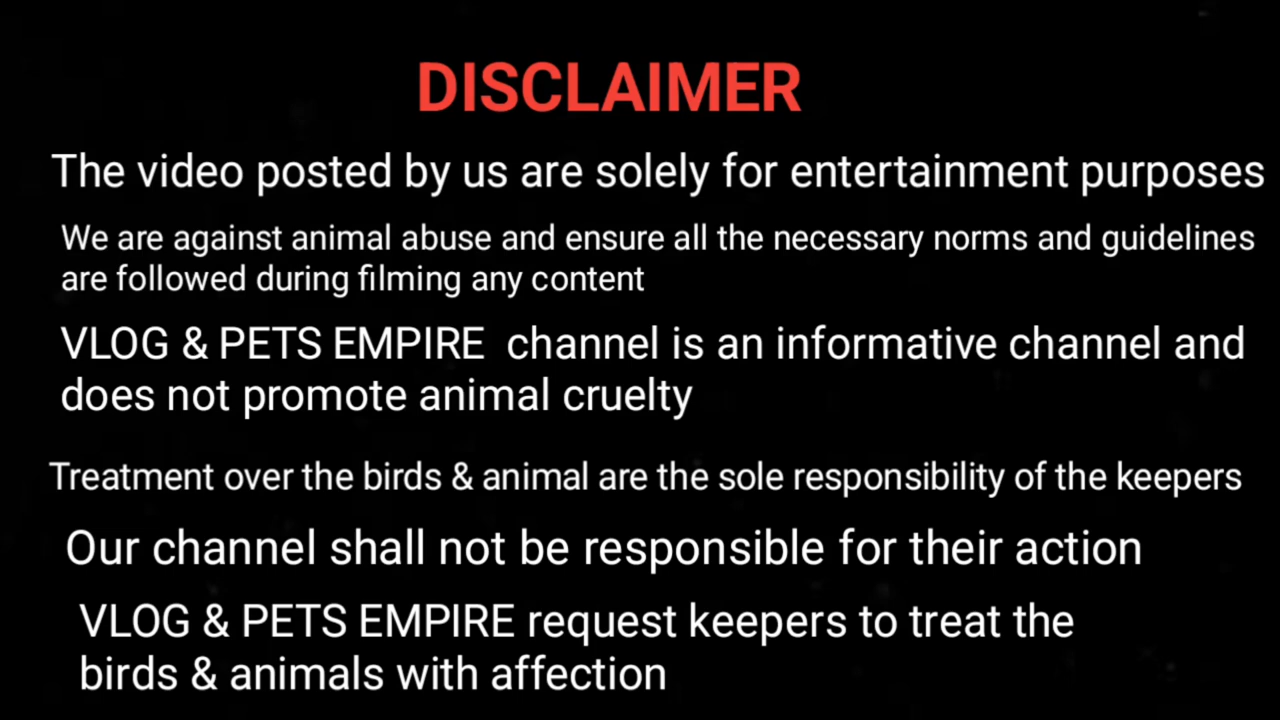 DISCLAIMER
The video posted by us are solely for entertainment purposes
We are against animal abuse and ensure all the necessary norms and guidelines
are followed during filming any content
VLOG & PETS EMPIRE channel is an informative channel and
does not promote animal cruelty
Treatment over the birds & animal are the sole responsibility of the keepers
Our channel shall not be responsible for their action
VLOG & PETS EMPIRE request keepers to treat the
birds & animals with affection